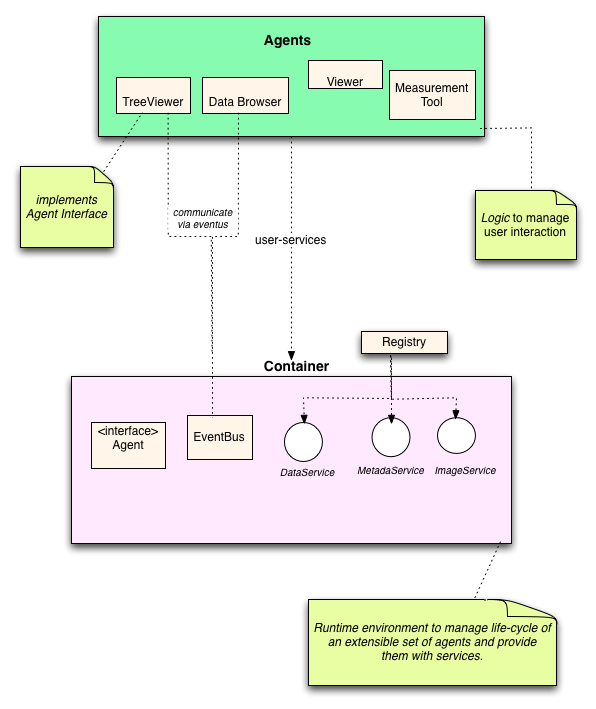 Agents
TreeViewer
Data Browser
Viewer
Measurement
Tool
implements
Agent Interface
communicate
via eventus
Logic to manage
user interaction
user-services
Registry
Container
<interface>
Agent
EventBus
DataService
MetadaService
ImageService
Runtime environment to manage life-cycle of
an extensible set of agents and provide
them with services.